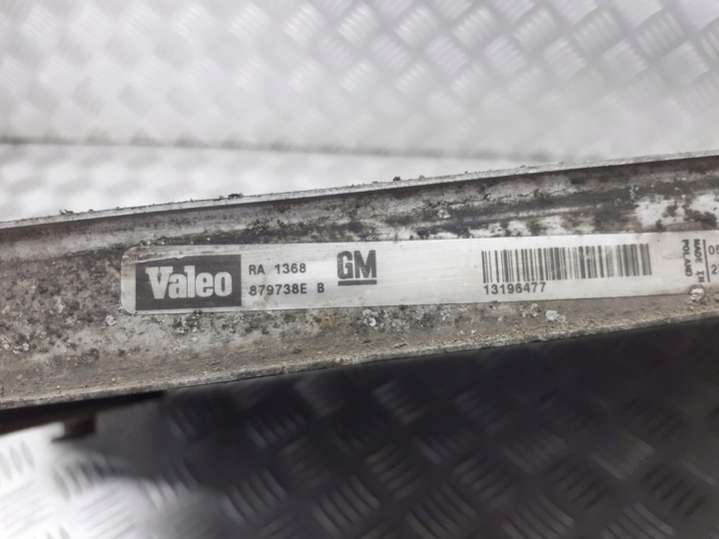 Valeo
RA 1368
879738E B
GM
13196477
MADE IN
POLAND